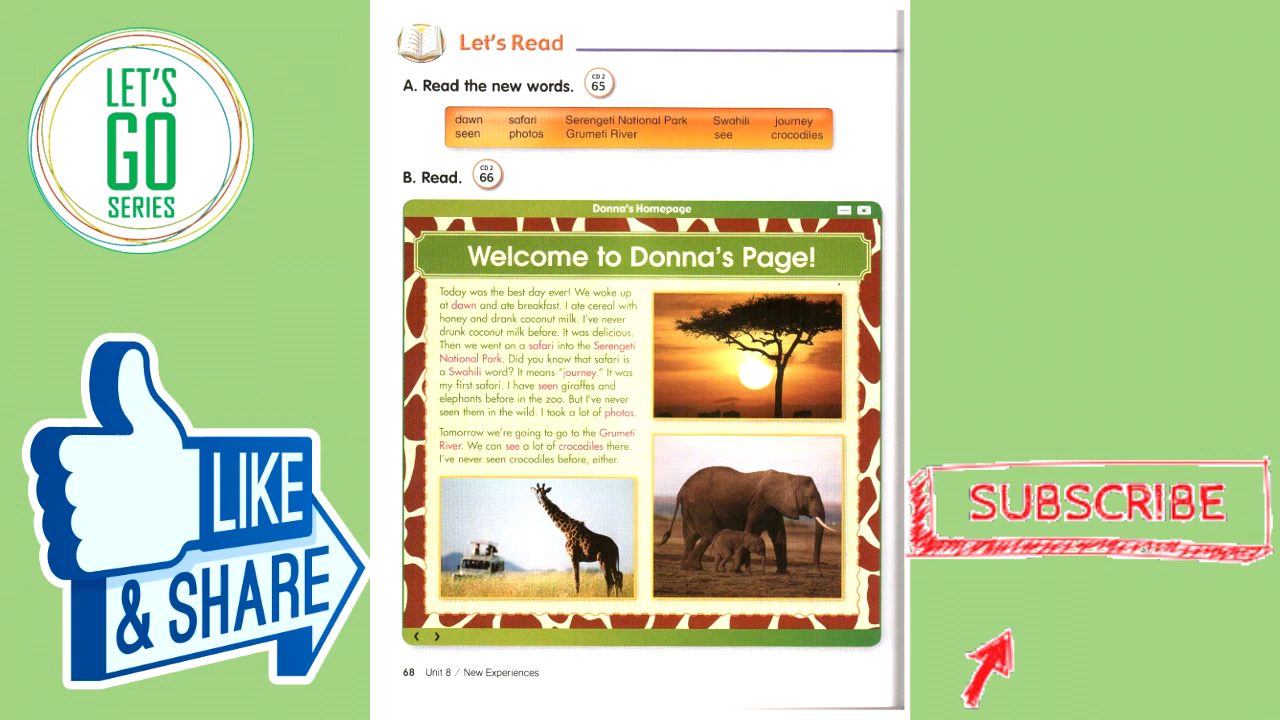 LET'S
GO
SERIES
LIKE
& SHARE
Let's Read
A. Read the new words.
CD 2
65
dawn safari Serengeti National Park Swahili journey
seen photos Grumeti River see crocodiles
B. Read.
CD 2
66
Donna's Homepage
Welcome to Donna's Page!
Today was the best day ever! We woke up
at dawn and ate breakfast. I ate cereal with
honey and drank coconut milk. I've never
drunk coconut milk before. It was delicious.
Then we went on a safari into the Serengeti
National Park. Did you know that safari is
a Swahili word? It means "journey." It was
my first safari. I have seen giraffes and
elephants before in the zoo. But I've never
seen them in the wild. I took a lot of photos.
Tomorrow we're going to go to the Grumeti
River. We can see a lot of crocodiles there.
I've never seen crocodiles before, either.
68 Unit 8 / New Experiences
SUBSCRIBE